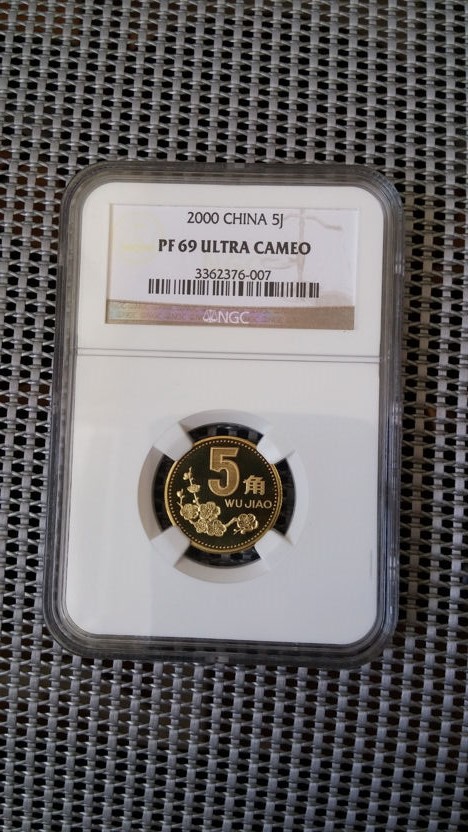 2000 CHINA 5J
PF 69 ULTRA CAMEO
3362376-007
NGC
5角
WU JIAO